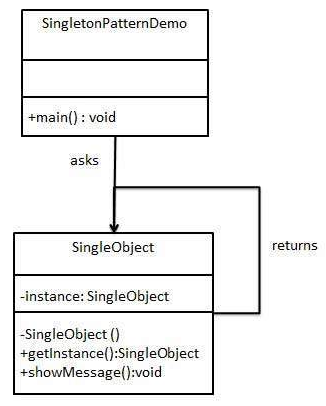 SingletonPatternDemo
+main() : void
asks
SingleObject
returns
-instance: SingleObject
-SingleObject ()
+getInstance():SingleObject
+showMessage():void